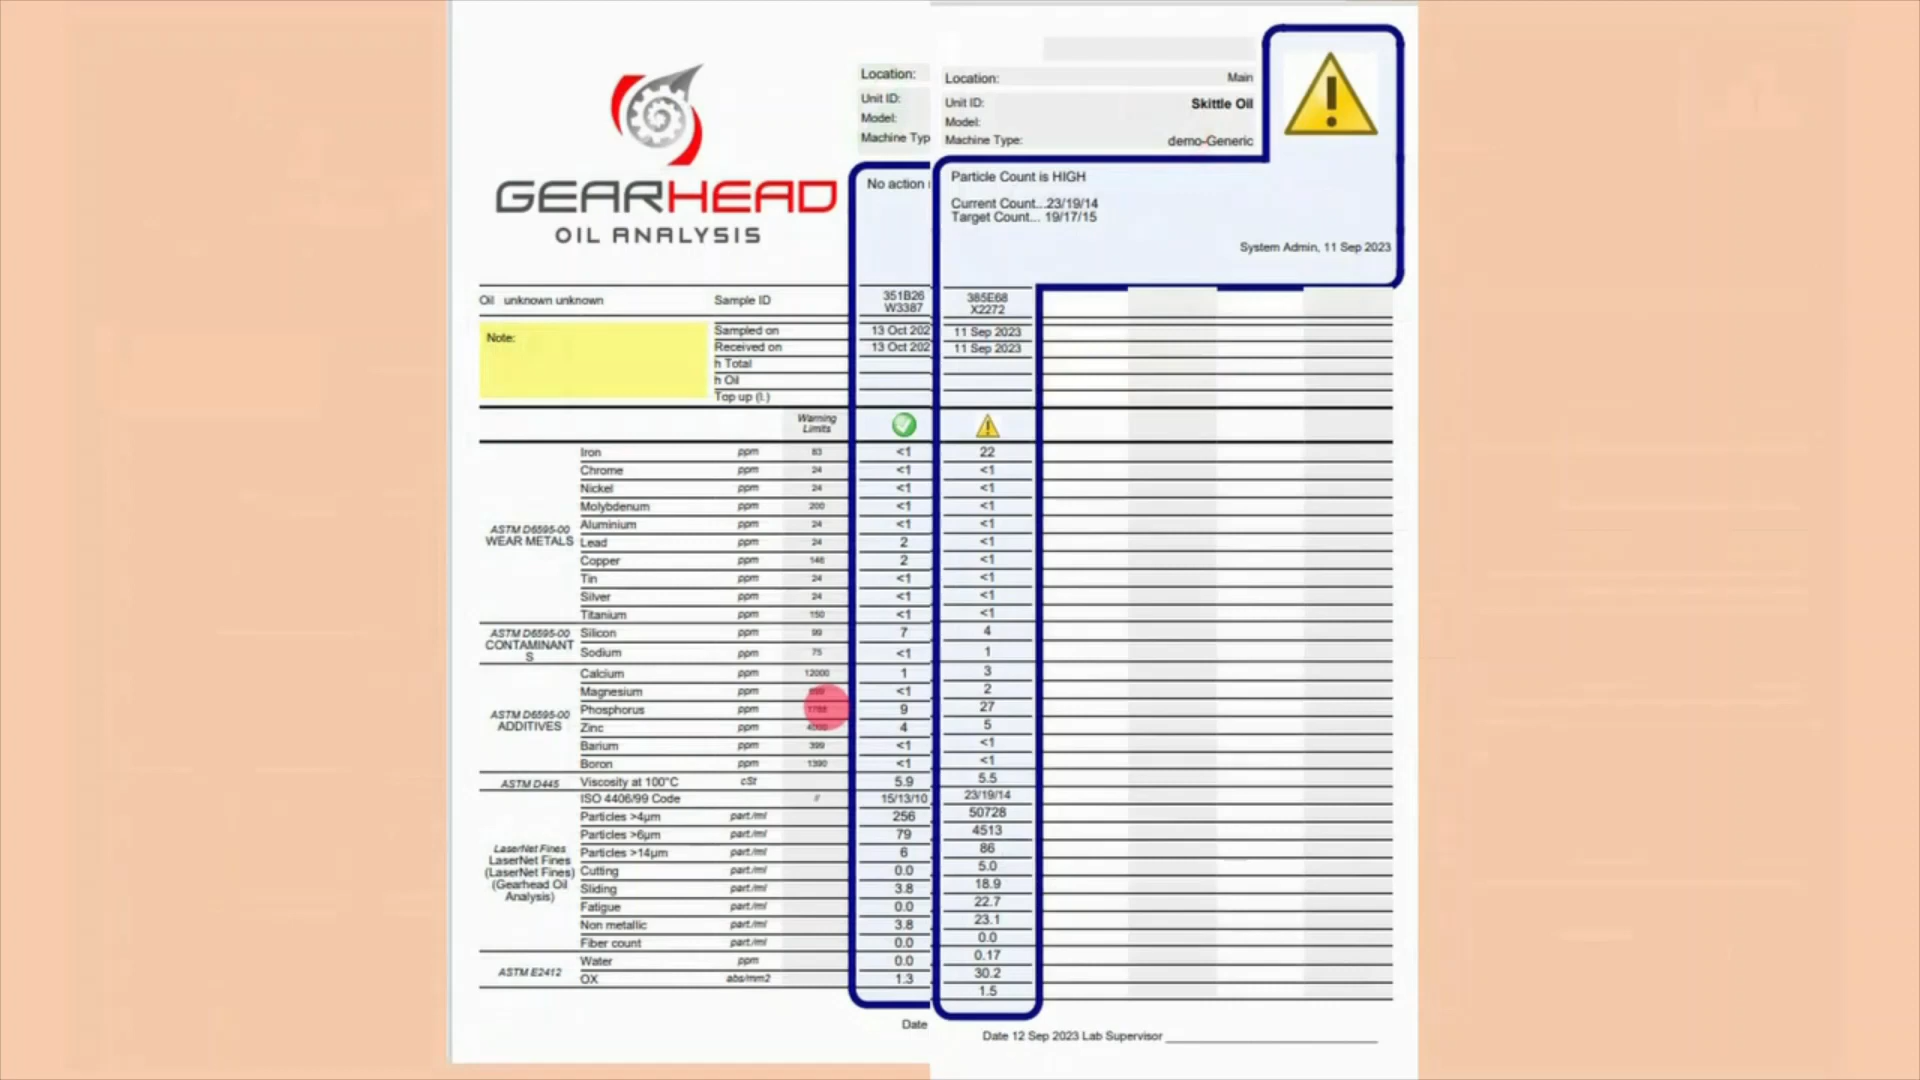 GEARHEAD
OIL ANALYSIS
Location:
Unit ID:
Model:
Machine Typ
Location: Main
Unit ID: Skittle Oil
Model:
Machine Type: demo-Generic
No action
Particle Count is HIGH
Current Count...23/19/14
Target Count... 19/17/15
System Admin, 11 Sep 2023
Oil unknown unknown Sample ID 351B26 385E68
W3387 X2272
Note:
Sampled on 13 Oct 202 11 Sep 2023
Received on 13 Oct 202 11 Sep 2023
h Total
h Oil
Top up (l.)
Warning
Limits
ASTM D6595-00
WEAR METALS
Iron ppm 83 <1 22
Chrome ppm 24 <1 <1
Nickel ppm 24 <1 <1
Molybdenum ppm 200 <1 <1
Aluminium ppm 24 <1 <1
Lead ppm 24 2 <1
Copper ppm 146 2 <1
Tin ppm 24 <1 <1
Silver ppm 24 <1 <1
Titanium ppm 150 <1 <1
ASTM D6595-00
CONTAMINANT
S
Silicon ppm 99 7 4
Sodium ppm 75 <1 1
ASTM D6595-00
ADDITIVES
Calcium ppm 12000 1 3
Magnesium ppm <1 2
Phosphorus ppm 9 27
Zinc ppm 4 5
Barium ppm 399 <1 <1
Boron ppm 1390 <1 <1
ASTM D445 Viscosity at 100°C cSt 5.9 5.5
LaserNet Fines
LaserNet Fines
(LaserNet Fines)
(Gearhead Oil
Analysis)
ISO 4406/99 Code // 15/13/10 23/19/14
Particles >4µm part./ml 256 50728
Particles >6µm part./ml 79 4513
Particles >14µm part./ml 6 86
Cutting part./ml 0.0 5.0
Sliding part./ml 3.8 18.9
Fatigue part./ml 0.0 22.7
Non metallic part./ml 3.8 23.1
Fiber count part./ml 0.0 0.0
ASTM E2412
Water ppm 0.0 0.17
OX abs/mm2 1.3 30.2
1.5
Date
Date 12 Sep 2023 Lab Supervisor